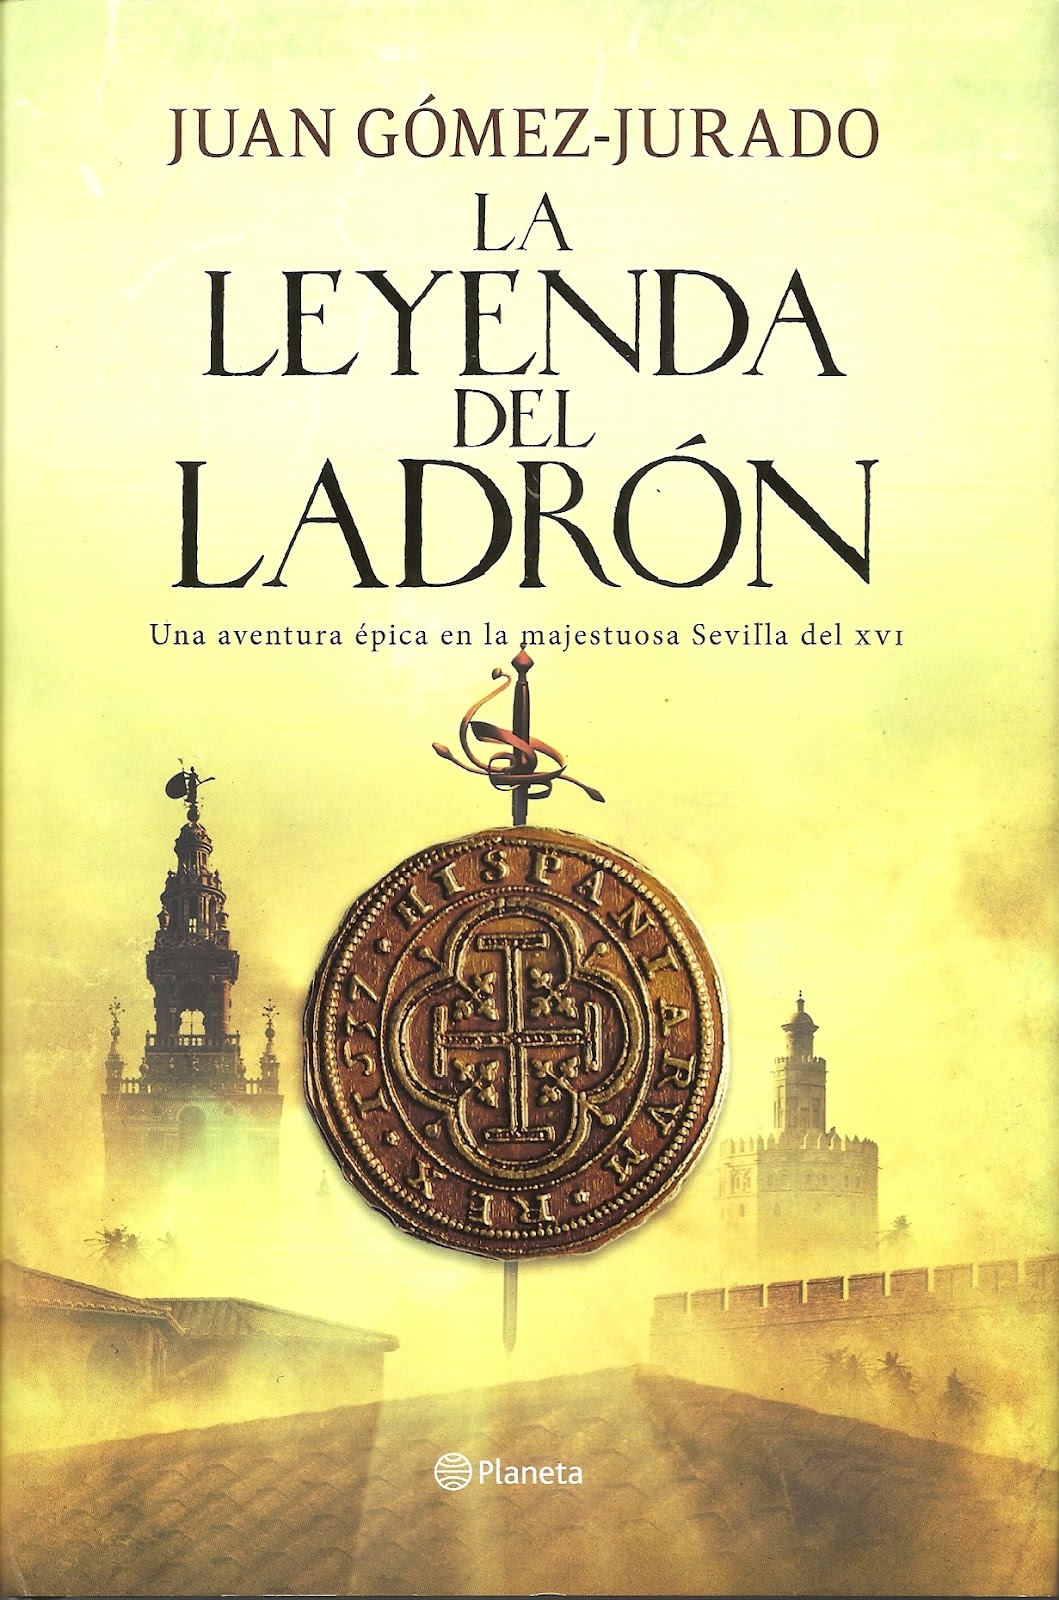 JUAN GÓMEZ-JURADO
LA
LEYENDA
DEL
LADRÓN
Una aventura épica en la majestuosa Sevilla del XVI
· HISPANIARVM · REX · 1537
Planeta